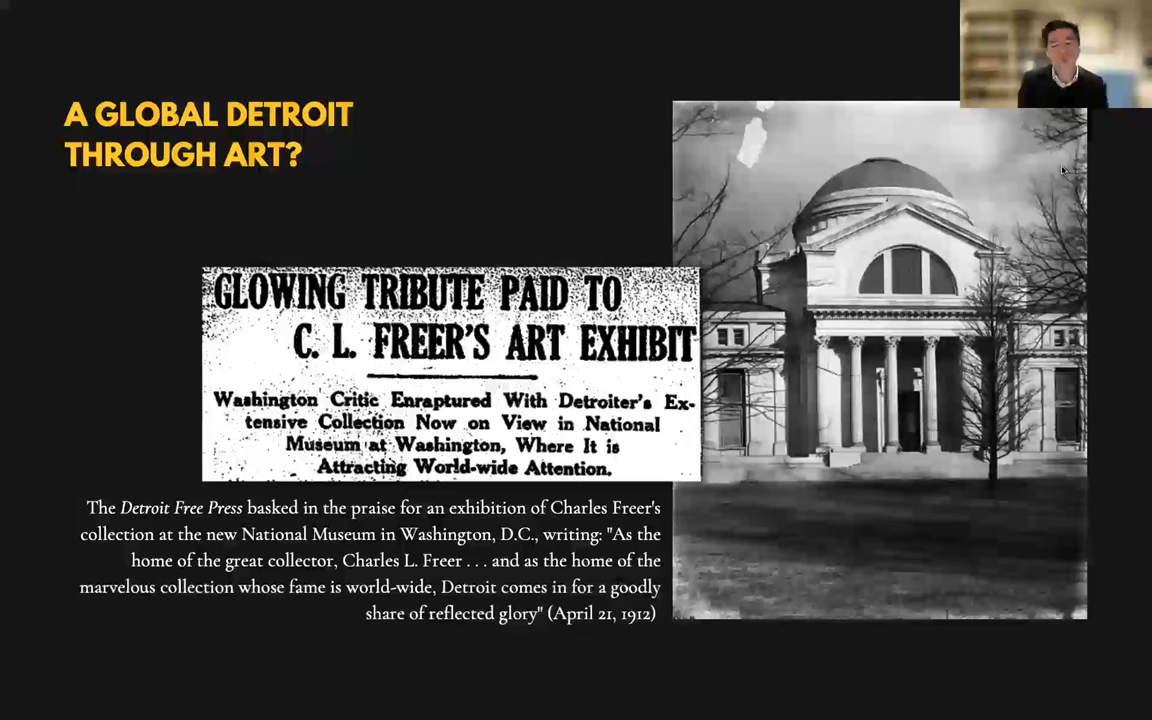 A GLOBAL DETROIT
THROUGH ART?
GLOWING TRIBUTE PAID TO
C. L. FREER'S ART EXHIBIT
Washington Critic Enraptured With Detroiter's Ex-
tensive Collection Now on View in National
Museum at Washington, Where It is
Attracting World-wide Attention.
The Detroit Free Press basked in the praise for an exhibition of Charles Freer's
collection at the new National Museum in Washington, D.C., writing: "As the
home of the great collector, Charles L. Freer . . . and as the home of the
marvelous collection whose fame is world-wide, Detroit comes in for a goodly
share of reflected glory" (April 21, 1912)